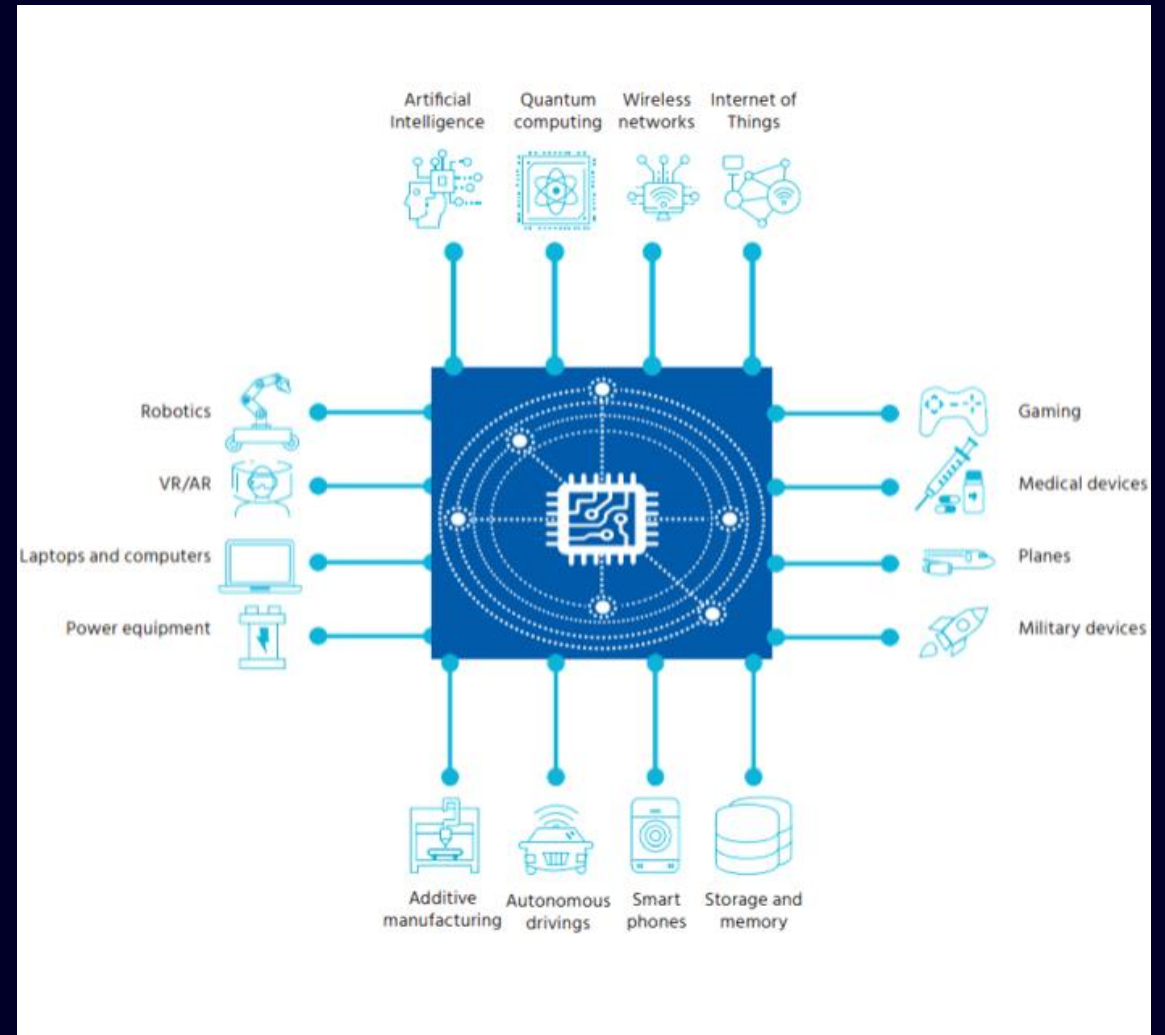 Artificial
Intelligence
Quantum
computing
Wireless
networks
Internet of
Things
Robotics
VR/AR
Laptops and computers
Power equipment
Gaming
Medical devices
Planes
Military devices
Additive
manufacturing
Autonomous
drivings
Smart
phones
Storage and
memory